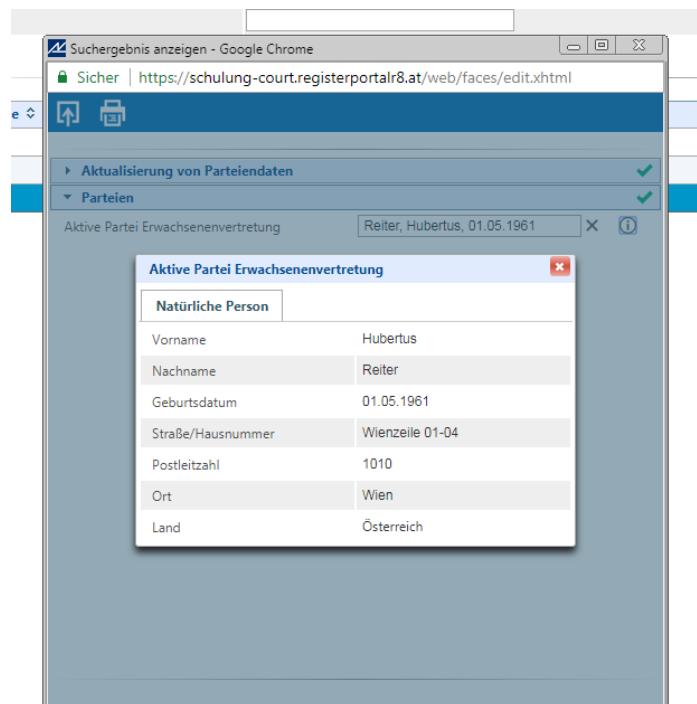 Suchergebnis anzeigen - Google Chrome
Sicher | https://schulung-court.registerportalr8.at/web/faces/edit.xhtml
e
Aktualisierung von Parteiendaten
Parteien
Aktive Partei Erwachsenenvertretung Reiter, Hubertus, 01.05.1961
Aktive Partei Erwachsenenvertretung
Natürliche Person
Vorname Hubertus
Nachname Reiter
Geburtsdatum 01.05.1961
Straße/Hausnummer Wienzeile 01-04
Postleitzahl 1010
Ort Wien
Land Österreich